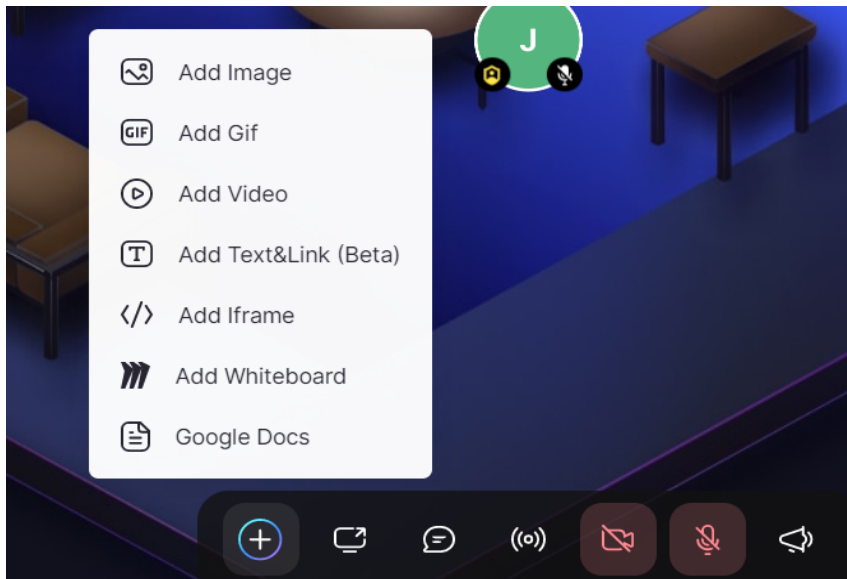 J
Add Image
GIF Add Gif
Add Video
T Add Text&Link (Beta)
Add Iframe
Add Whiteboard
Google Docs